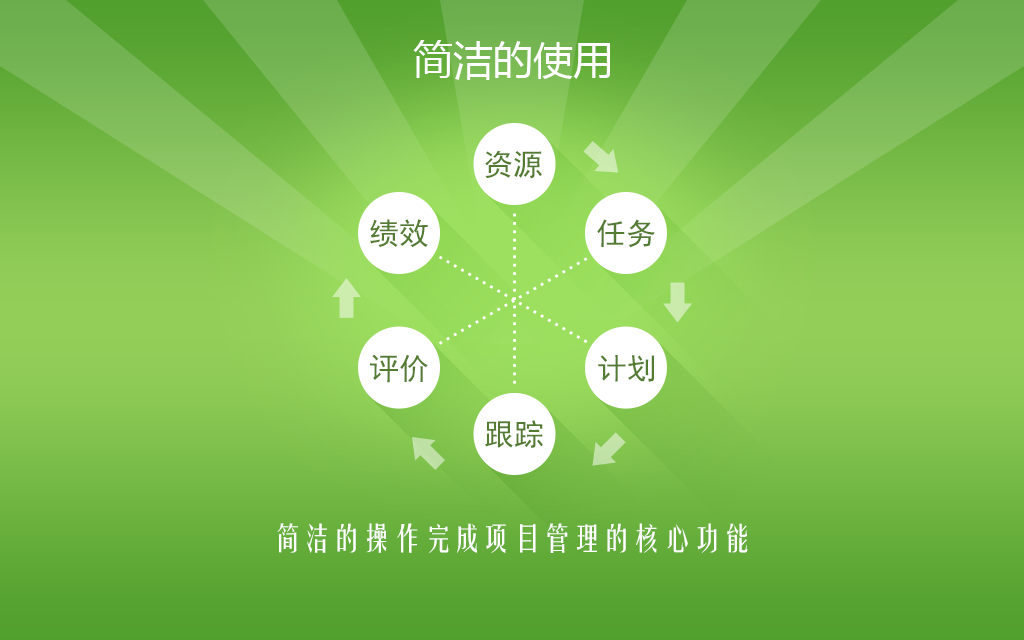 简洁的使用
资源
任务
计划
跟踪
评价
绩效
简洁的操作完成项目管理的核心功能